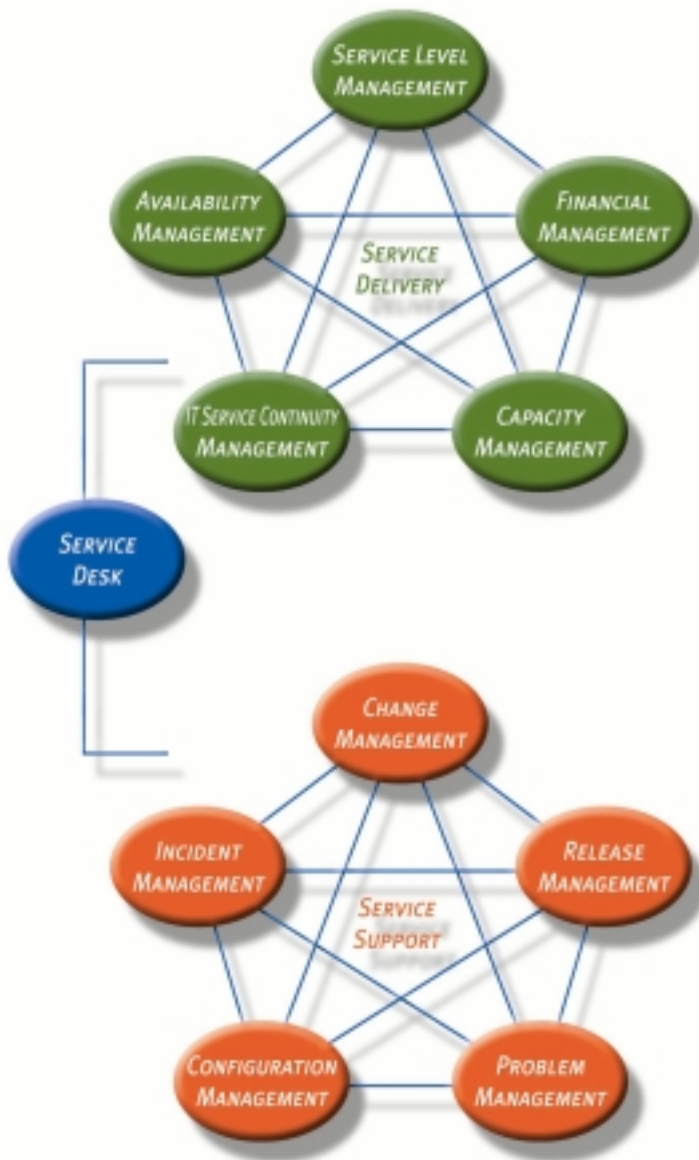 SERVICE LEVEL
MANAGEMENT
AVAILABILITY
MANAGEMENT
FINANCIAL
MANAGEMENT
SERVICE
DELIVERY
IT SERVICE CONTINUITY
MANAGEMENT
CAPACITY
MANAGEMENT
SERVICE
DESK
CHANGE
MANAGEMENT
INCIDENT
MANAGEMENT
RELEASE
MANAGEMENT
SERVICE
SUPPORT
CONFIGURATION
MANAGEMENT
PROBLEM
MANAGEMENT